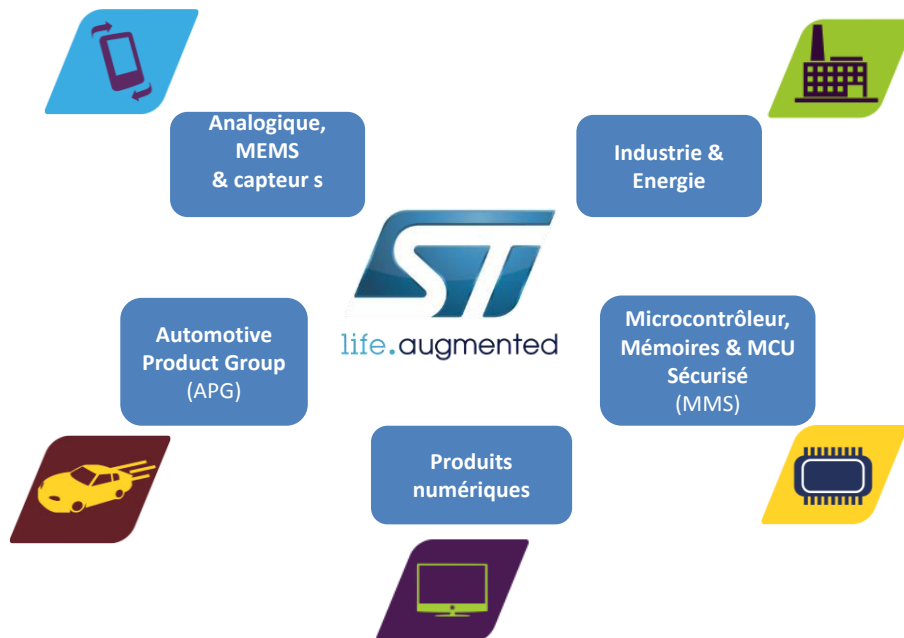 Analogique,
MEMS
& capteur s
Industrie &
Energie
ST
life.augmented
Automotive
Product Group
(APG)
Microcontrôleur,
Mémoires & MCU
Sécurisé
(MMS)
Produits
numériques